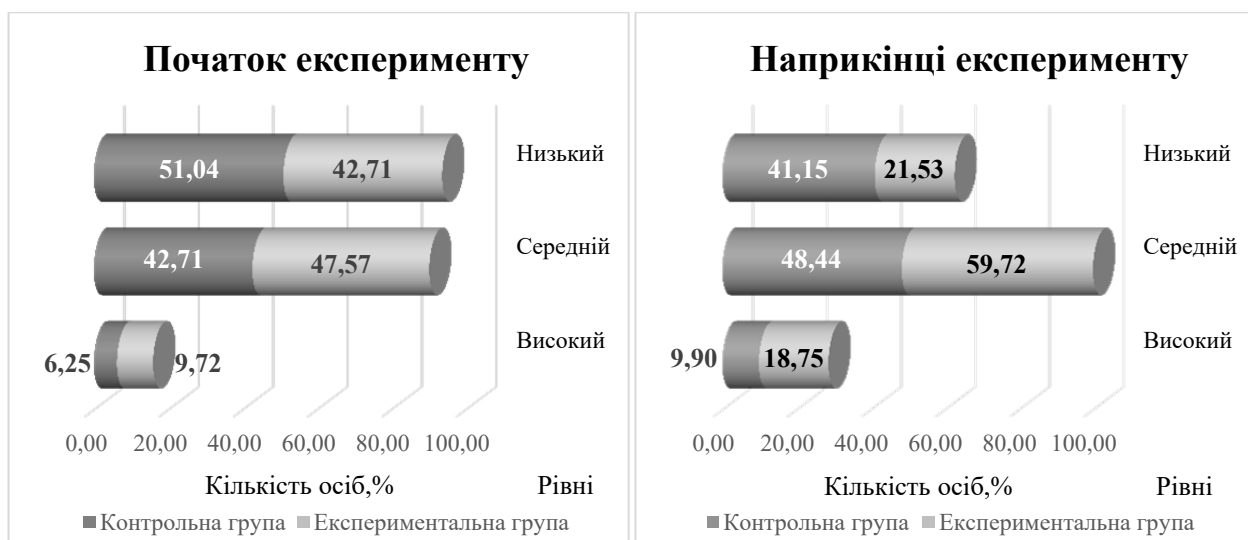 Початок експерименту
51,04 42,71 Низький
42,71 47,57 Середній
6,25 9,72 Високий
0,00 20,00 40,00 60,00 80,00 100,00
Кількість осіб,% Рівні
Контрольна група Експериментальна група
Наприкінці експерименту
41,15 21,53 Низький
48,44 59,72 Середній
9,90 18,75 Високий
0,00 20,00 40,00 60,00 80,00 100,00
Кількість осіб,% Рівні
Контрольна група Експериментальна група